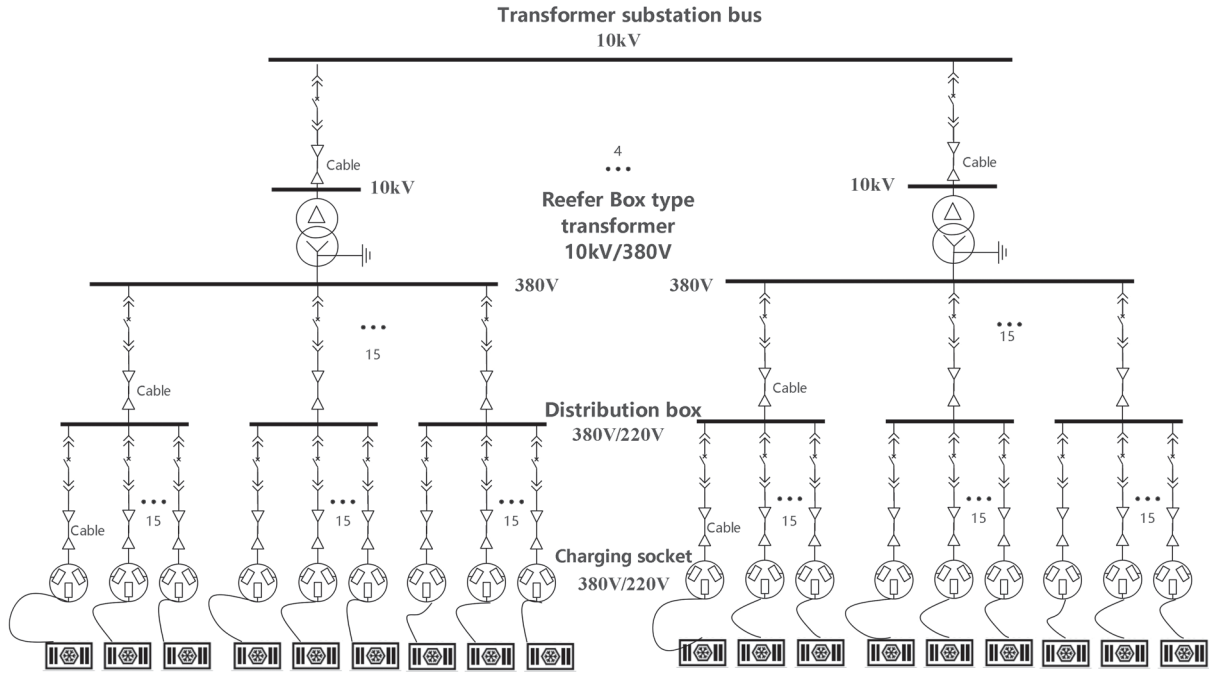 Transformer substation bus
10kV
Cable
4
Cable
10kV
10kV
Reefer Box type
transformer
10kV/380V
380V
380V
15
15
Cable
Cable
Distribution box
380V/220V
15
15
15
15
15
15
Cable
Cable
Charging socket
380V/220V